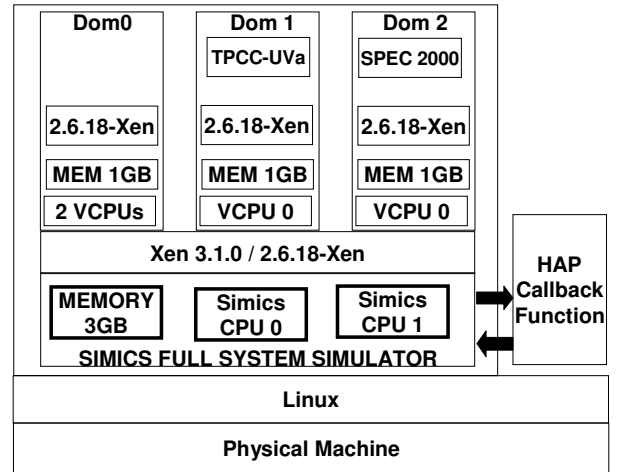 Dom0
Dom 1
Dom 2
TPCC-UVa
SPEC 2000
2.6.18-Xen
2.6.18-Xen
2.6.18-Xen
MEM 1GB
MEM 1GB
MEM 1GB
2 VCPUs
VCPU 0
VCPU 0
Xen 3.1.0 / 2.6.18-Xen
MEMORY
3GB
Simics
CPU 0
Simics
CPU 1
SIMICS FULL SYSTEM SIMULATOR
HAP
Callback
Function
Linux
Physical Machine